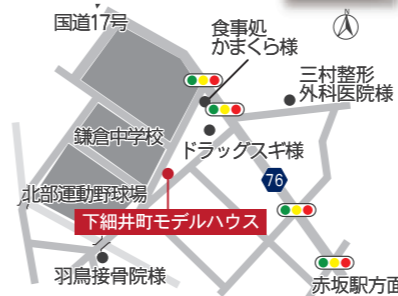 国道17号
食事処
かまくら様
三村整形
外科医院様
鎌倉中学校
ドラッグスギ様
76
北部運動野球場
下細井町モデルハウス
羽鳥接骨院様
赤坂駅方面